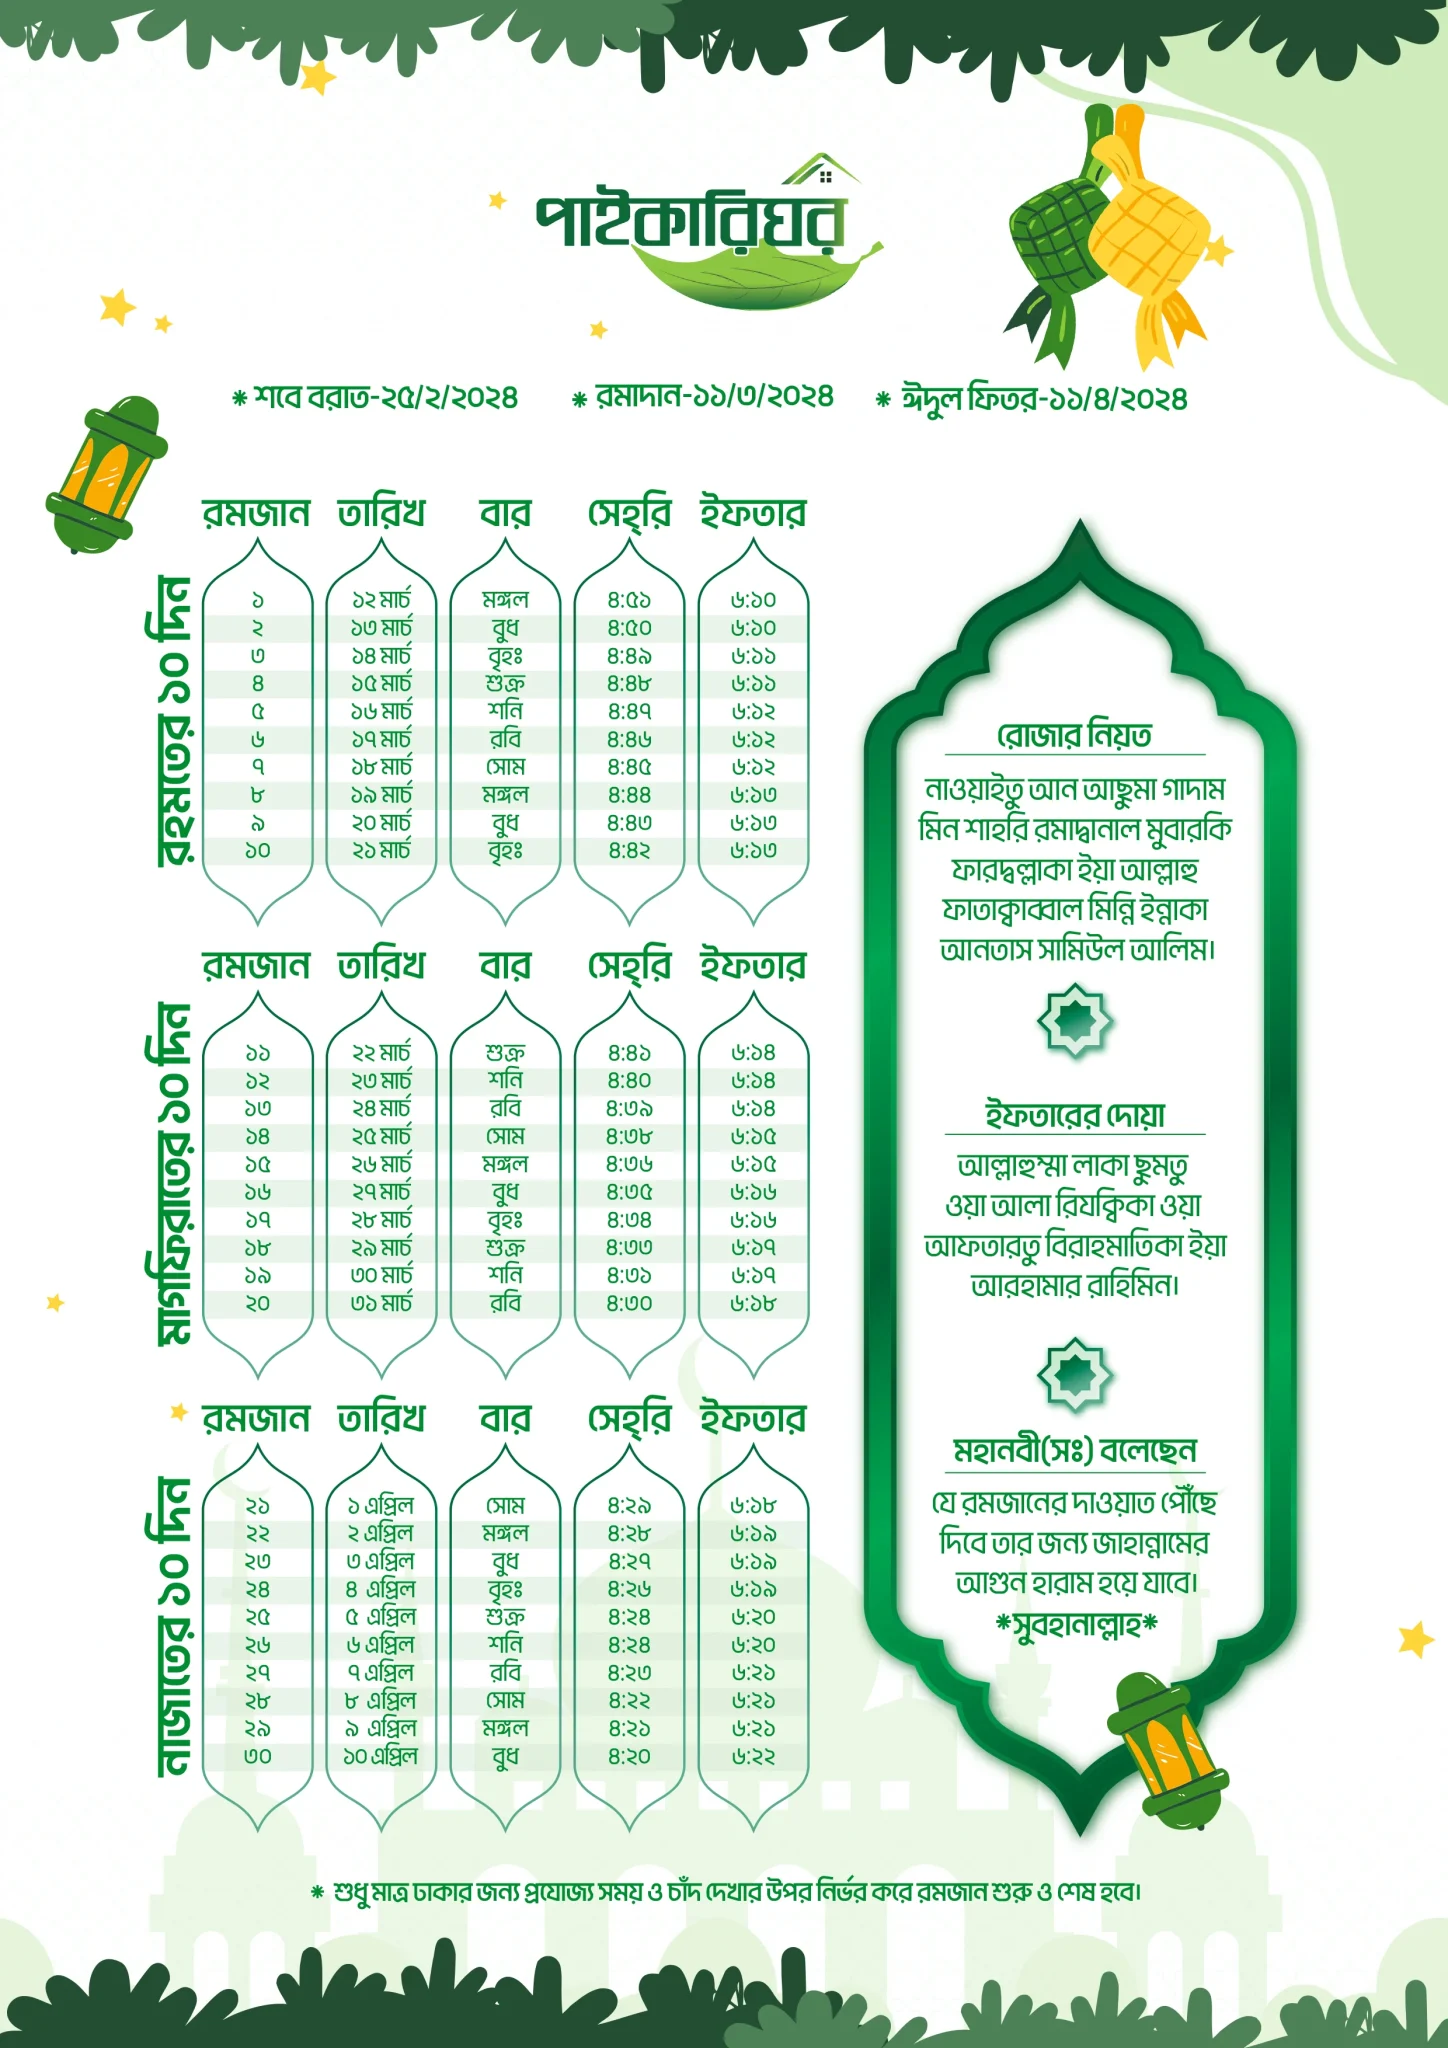 পাইকারিঘর
* শবে বরাত-২৫/২/২০২৪ * রমাদান-১১/৩/২০২৪ * ঈদুল ফিতর-১১/৪/২০২৪
রহমতের ১০ দিন
রমজান তারিখ বার সেহ্‌রি ইফতার
১ ১২ মার্চ মঙ্গল ৪:৫১ ৬:১০
২ ১৩ মার্চ বুধ ৪:৫০ ৬:১০
৩ ১৪ মার্চ বৃহঃ ৪:৪৯ ৬:১১
৪ ১৫ মার্চ শুক্র ৪:৪৮ ৬:১১
৫ ১৬ মার্চ শনি ৪:৪৭ ৬:১২
৬ ১৭ মার্চ রবি ৪:৪৬ ৬:১২
৭ ১৮ মার্চ সোম ৪:৪৫ ৬:১২
৮ ১৯ মার্চ মঙ্গল ৪:৪৪ ৬:১৩
৯ ২০ মার্চ বুধ ৪:৪৩ ৬:১৩
১০ ২১ মার্চ বৃহঃ ৪:৪২ ৬:১৩
মাগফিরাতের ১০ দিন
রমজান তারিখ বার সেহ্‌রি ইফতার
১১ ২২ মার্চ শুক্র ৪:৪১ ৬:১৪
১২ ২৩ মার্চ শনি ৪:৪০ ৬:১৪
১৩ ২৪ মার্চ রবি ৪:৩৯ ৬:১৪
১৪ ২৫ মার্চ সোম ৪:৩৮ ৬:১৫
১৫ ২৬ মার্চ মঙ্গল ৪:৩৬ ৬:১৫
১৬ ২৭ মার্চ বুধ ৪:৩৫ ৬:১৬
১৭ ২৮ মার্চ বৃহঃ ৪:৩৪ ৬:১৬
১৮ ২৯ মার্চ শুক্র ৪:৩৩ ৬:১৭
১৯ ৩০ মার্চ শনি ৪:৩১ ৬:১৭
২০ ৩১ মার্চ রবি ৪:৩০ ৬:১৮
নাজাতের ১০ দিন
রমজান তারিখ বার সেহ্‌রি ইফতার
২১ ১ এপ্রিল সোম ৪:২৯ ৬:১৮
২২ ২ এপ্রিল মঙ্গল ৪:২৮ ৬:১৯
২৩ ৩ এপ্রিল বুধ ৪:২৭ ৬:১৯
২৪ ৪ এপ্রিল বৃহঃ ৪:২৬ ৬:১৯
২৫ ৫ এপ্রিল শুক্র ৪:২৪ ৬:২০
২৬ ৬ এপ্রিল শনি ৪:২৪ ৬:২০
২৭ ৭ এপ্রিল রবি ৪:২৩ ৬:২১
২৮ ৮ এপ্রিল সোম ৪:২২ ৬:২১
২৯ ৯ এপ্রিল মঙ্গল ৪:২১ ৬:২১
৩০ ১০ এপ্রিল বুধ ৪:২০ ৬:২২
রোজার নিয়ত
নাওয়াইতু আন আছুমা গাদাম
মিন শাহরি রমাদ্বানাল মুবারকি
ফারদ্বল্লাকা ইয়া আল্লাহু
ফাতাক্বাব্বাল মিন্নি ইন্নাকা
আনতাস সামিউল আলিম।
ইফতারের দোয়া
আল্লাহুম্মা লাকা ছুমতু
ওয়া আলা রিযক্বিকা ওয়া
আফতারতু বিরাহমাতিকা ইয়া
আরহামার রাহিমিন।
মহানবী(সঃ) বলেছেন
যে রমজানের দাওয়াত পৌঁছে
দিবে তার জন্য জাহান্নামের
আগুন হারাম হয়ে যাবে।
*সুবহানাল্লাহ*
* শুধু মাত্র ঢাকার জন্য প্রযোজ্য সময় ও চাঁদ দেখার উপর নির্ভর করে রমজান শুরু ও শেষ হবে।